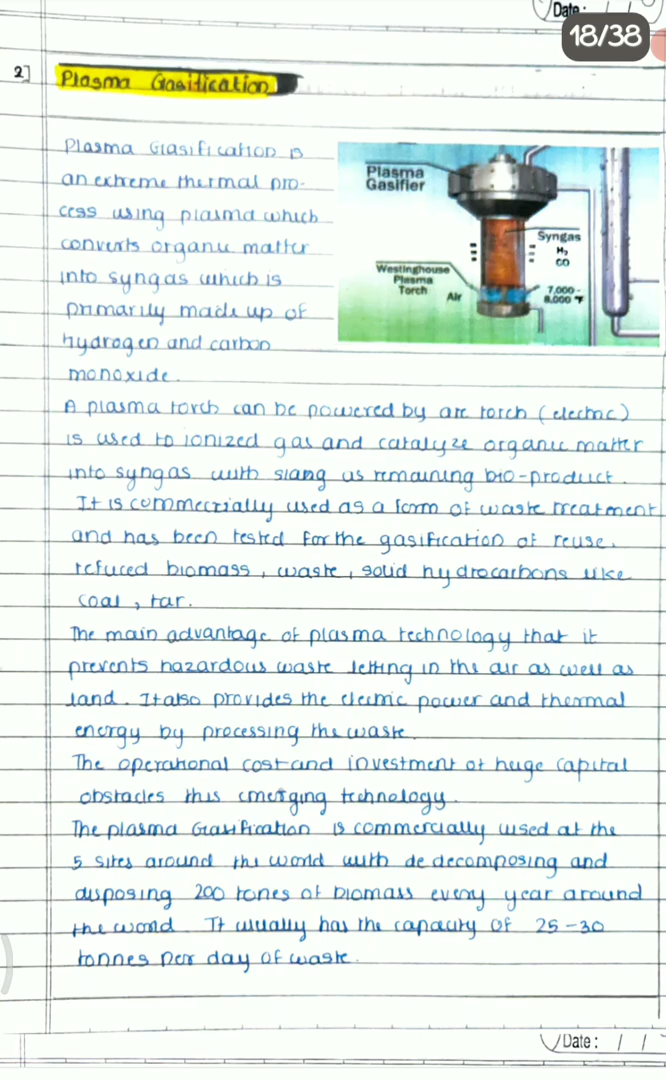 Date: / /
18/38
2]
Plasma Gasification
Plasma Gasification is
an extreme thermal pro-
cess using plasma which
converts organic matter
into syngas which is
primarily made up of
hydrogen and carbon
monoxide.
Plasma
Gasifier
Syngas
H2
CO
Westinghouse
Plasma
Torch
Air
7,000 -
8,000 °F
A plasma torch can be powered by arc torch (electric)
is used to ionized gas and catalyze organic matter
into syngas with slang as remaining bio-product.
It is commercially used as a form of waste treatment
and has been tested for the gasification of reuse.
refuced biomass, waste, solid hydrocarbons like
coal, tar.
The main advantage of plasma technology that it
prevents hazardous waste letting in the air as well as
land. It also provides the electric power and thermal
energy by processing the waste.
The operational cost and investment of huge capital
obstacles this emerging technology.
The plasma Gasification is commercially used at the
5 sites around the world with de decomposing and
disposing 200 tones of biomass every year around
the world. It usually has the capacity of 25-30
tonnes per day of waste.
Date: / /